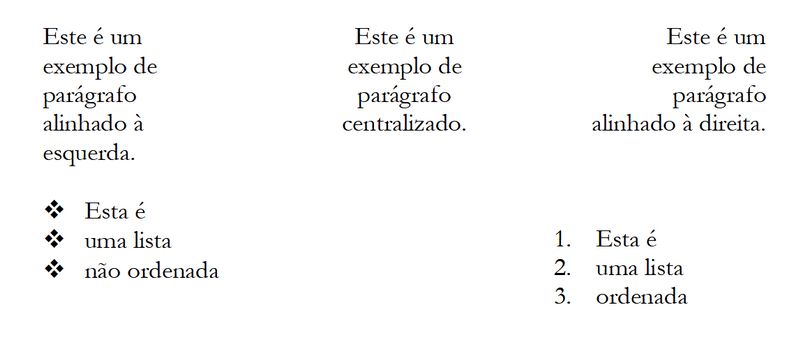 Este é um
exemplo de
parágrafo
alinhado à
esquerda.
Este é um
exemplo de
parágrafo
centralizado.
Este é um
exemplo de
parágrafo
alinhado à direita.
❖ Esta é
❖ uma lista
❖ não ordenada
1. Esta é
2. uma lista
3. ordenada